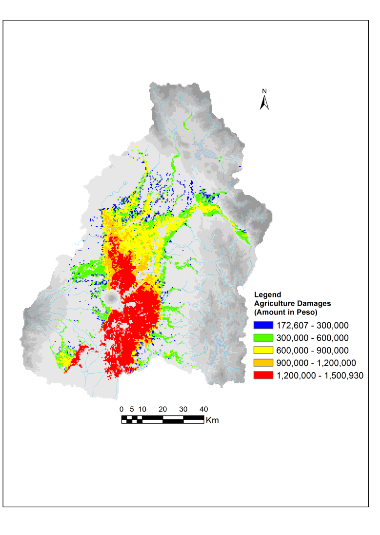 N
Legend
Agriculture Damages
(Amount in Peso)
172,607 - 300,000
300,000 - 600,000
600,000 - 900,000
900,000 - 1,200,000
1,200,000 - 1,500,930
0 5 10 20 30 40
Km